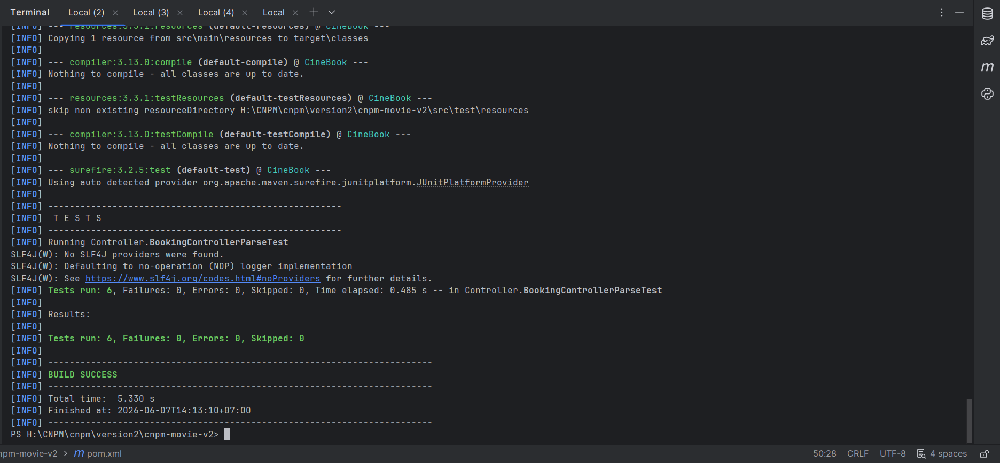 Terminal Local (2) Local (3) Local (4) Local
[INFO] --- resources:3.3.1:resources (default-resources) @ CineBook ---
[INFO] Copying 1 resource from src\main\resources to target\classes
[INFO]
[INFO] --- compiler:3.13.0:compile (default-compile) @ CineBook ---
[INFO] Nothing to compile - all classes are up to date.
[INFO]
[INFO] --- resources:3.3.1:testResources (default-testResources) @ CineBook ---
[INFO] skip non existing resourceDirectory H:\CNPM\cnpm\version2\cnpm-movie-v2\src\test\resources
[INFO]
[INFO] --- compiler:3.13.0:testCompile (default-testCompile) @ CineBook ---
[INFO] Nothing to compile - all classes are up to date.
[INFO]
[INFO] --- surefire:3.2.5:test (default-test) @ CineBook ---
[INFO] Using auto detected provider org.apache.maven.surefire.junitplatform.JUnitPlatformProvider
[INFO]
[INFO] -------------------------------------------------------
[INFO]  T E S T S
[INFO] -------------------------------------------------------
[INFO] Running Controller.BookingControllerParseTest
SLF4J(W): No SLF4J providers were found.
SLF4J(W): Defaulting to no-operation (NOP) logger implementation
SLF4J(W): See https://www.slf4j.org/codes.html#noProviders for further details.
[INFO] Tests run: 6, Failures: 0, Errors: 0, Skipped: 0, Time elapsed: 0.485 s -- in Controller.BookingControllerParseTest
[INFO]
[INFO] Results:
[INFO]
[INFO] Tests run: 6, Failures: 0, Errors: 0, Skipped: 0
[INFO]
[INFO] ------------------------------------------------------------------------
[INFO] BUILD SUCCESS
[INFO] ------------------------------------------------------------------------
[INFO] Total time:  5.330 s
[INFO] Finished at: 2026-06-07T14:13:10+07:00
[INFO] ------------------------------------------------------------------------
PS H:\CNPM\cnpm\version2\cnpm-movie-v2>
npm-movie-v2 > m pom.xml 50:28 CRLF UTF-8 4 spaces